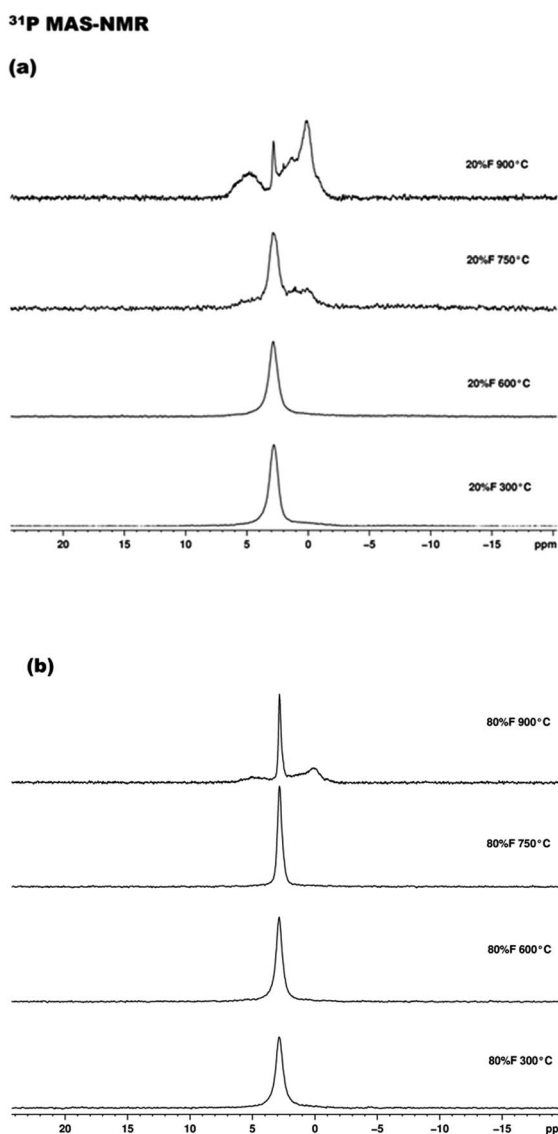 ³¹P MAS-NMR
(a)
20%F 900°C
20%F 750°C
20%F 600°C
20%F 300°C
20 15 10 5 0 -5 -10 -15 ppm
(b)
80%F 900°C
80%F 750°C
80%F 600°C
80%F 300°C
20 15 10 5 0 -5 -10 -15 pp